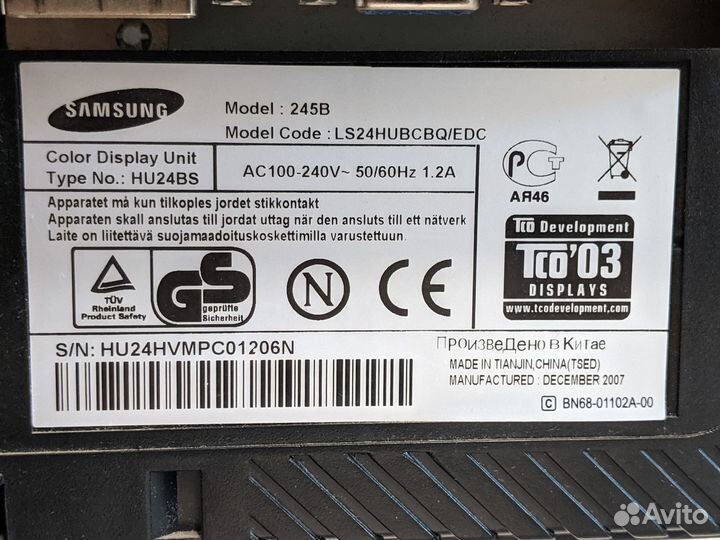 SAMSUNG
Model : 245B
Model Code : LS24HUBCBQ/EDC
Color Display Unit
Type No.: HU24BS
AC100-240V~ 50/60Hz 1.2A
Apparatet må kun tilkoples jordet stikkontakt
Apparaten skall anslutas till jordat uttag när den ansluts till ett nätverk
Laite on liitettävä suojamaadoituskoskettimilla varustettuun.
PCT
АЯ46
TCO Development
TCO'03
DISPLAYS
www.tcodevelopment.com
TÜV
Rheinland
Product Safety
GS
geprüfte
Sicherheit
N
CE
S/N: HU24HVMPC01206N
ПроизвеДено в Китае
MADE IN TIANJIN,CHINA(TSED)
MANUFACTURED : DECEMBER 2007
C BN68-01102A-00
Avito